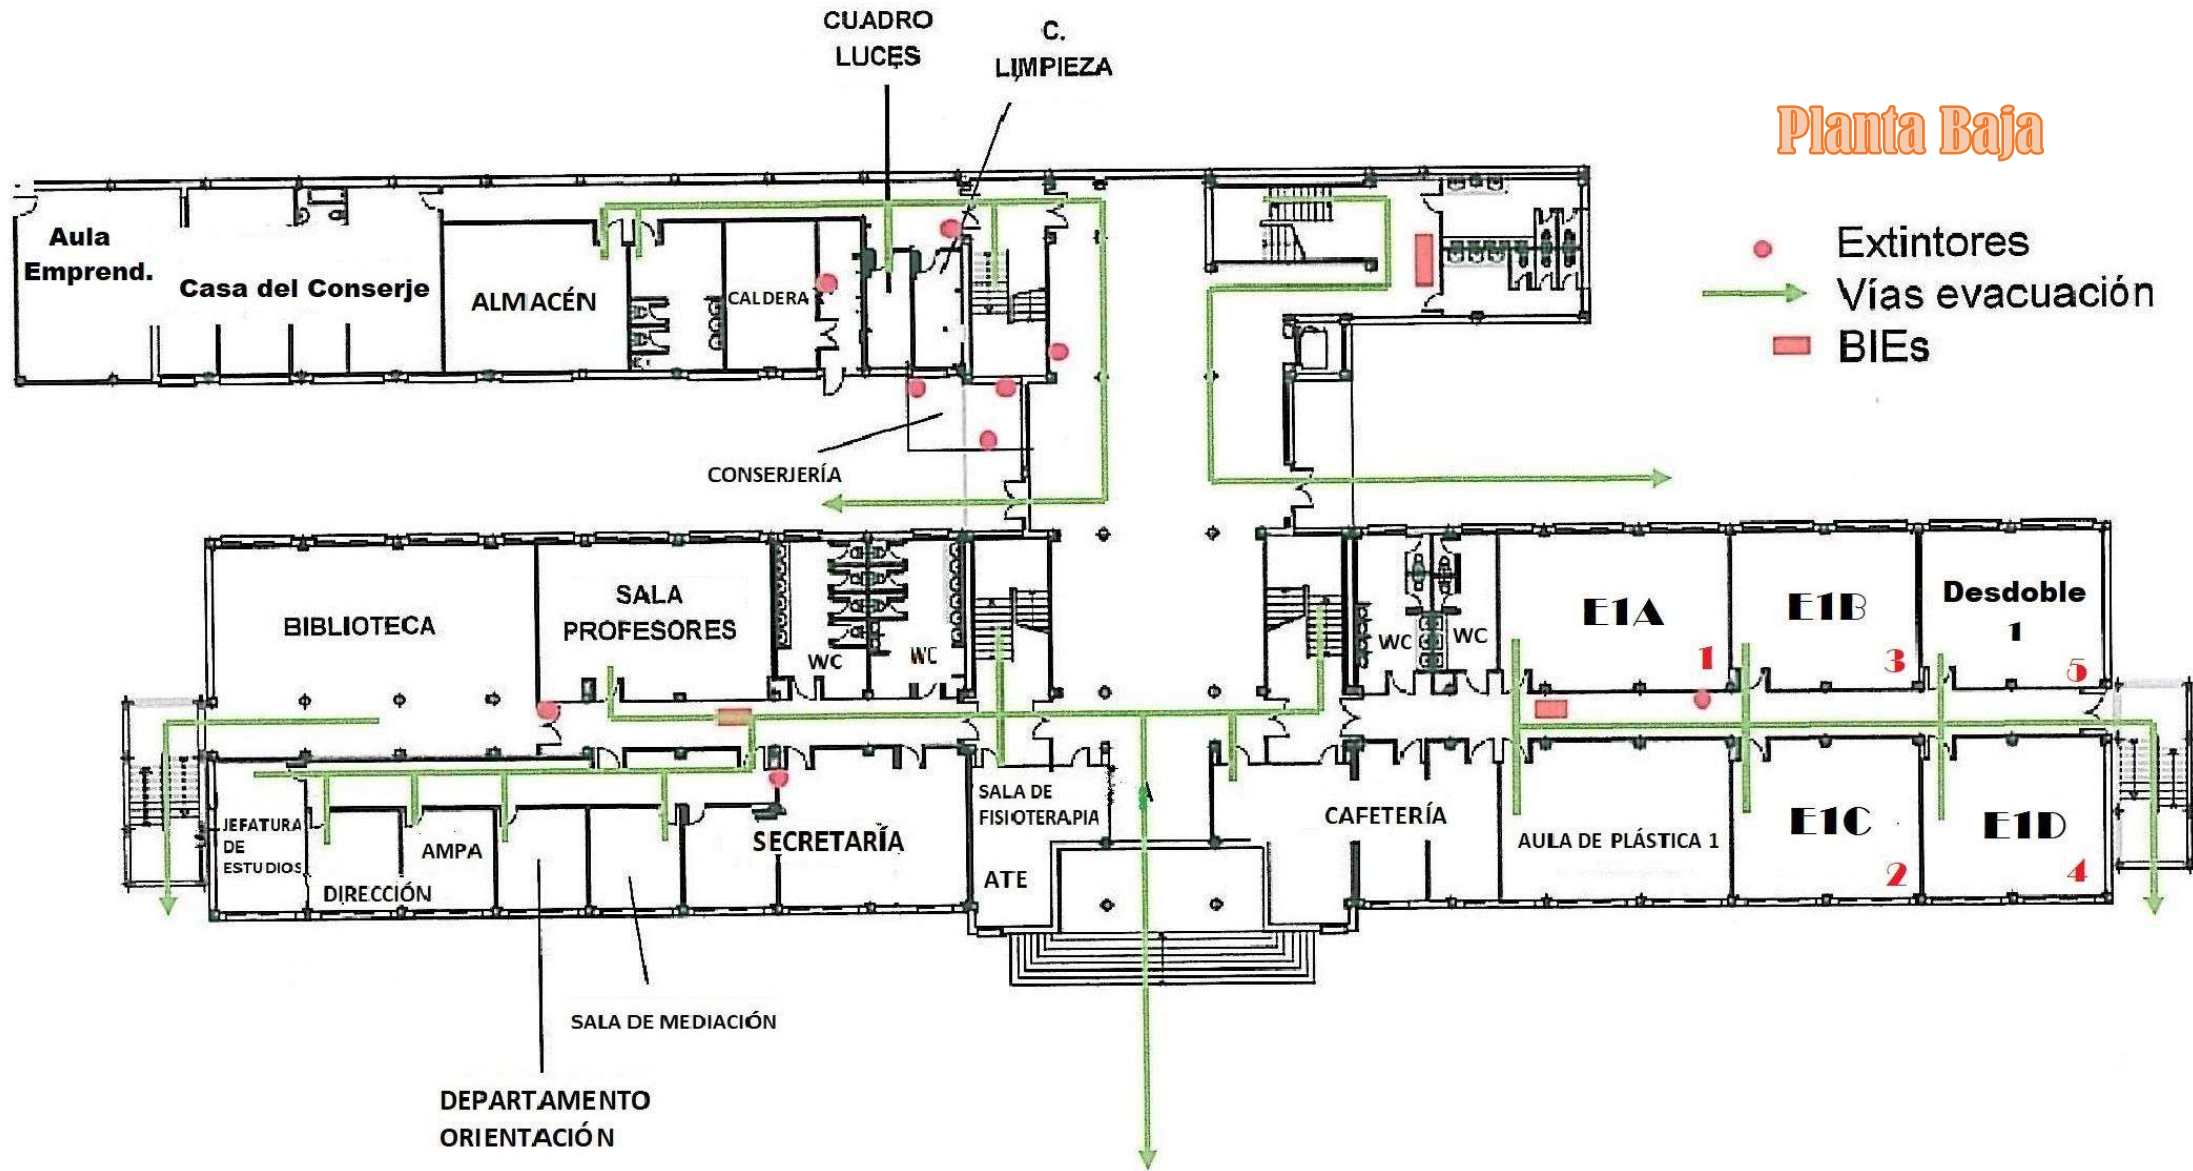 CUADRO
LUCES
C.
LIMPIEZA
Planta Baja
Extintores
Vías evacuación
BIEs
Aula
Emprend.
Casa del Conserje
ALMACÉN
CALDERA
CONSERJERÍA
BIBLIOTECA
SALA
PROFESORES
WC
WC
WC
WC
E1A
1
E1B
3
Desdoble
1
5
JEFATURA
DE
ESTUDIOS
DIRECCIÓN
AMPA
SECRETARÍA
SALA DE
FISIOTERAPIA
ATE
CAFETERÍA
AULA DE PLÁSTICA 1
E1C
2
E1D
4
SALA DE MEDIACIÓN
DEPARTAMENTO
ORIENTACIÓN